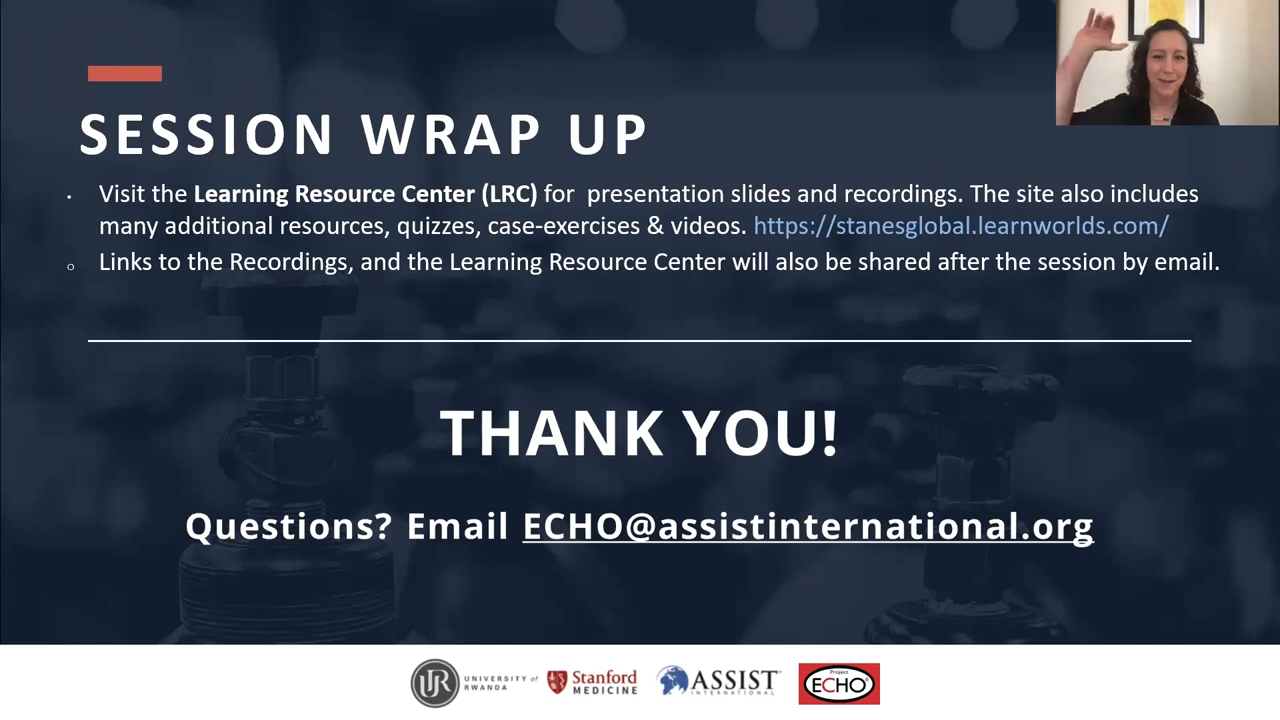 SESSION WRAP UP
Visit the Learning Resource Center (LRC) for presentation slides and recordings. The site also includes
many additional resources, quizzes, case-exercises & videos. https://stanesglobal.learnworlds.com/
Links to the Recordings, and the Learning Resource Center will also be shared after the session by email.
THANK YOU!
Questions? Email ECHO@assistinternational.org
UR UNIVERSITY of
RWANDA
Stanford
MEDICINE
ASSIST
INTERNATIONAL
Project
ECHO